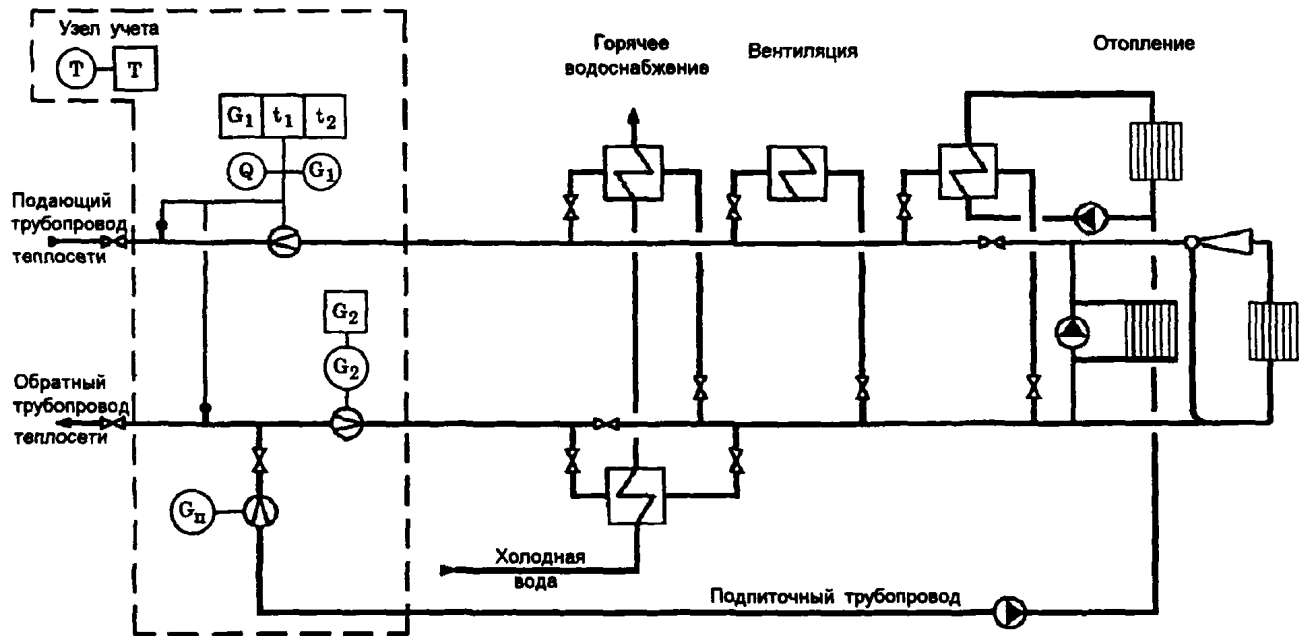 Узел учета
T T
Горячее
водоснабжение
Вентиляция
Отопление
G1 t1 t2
Q G1
Подающий
трубопровод
теплосети
G2
G2
Обратный
трубопровод
теплосети
Gп
Холодная
вода
Подпиточный трубопровод